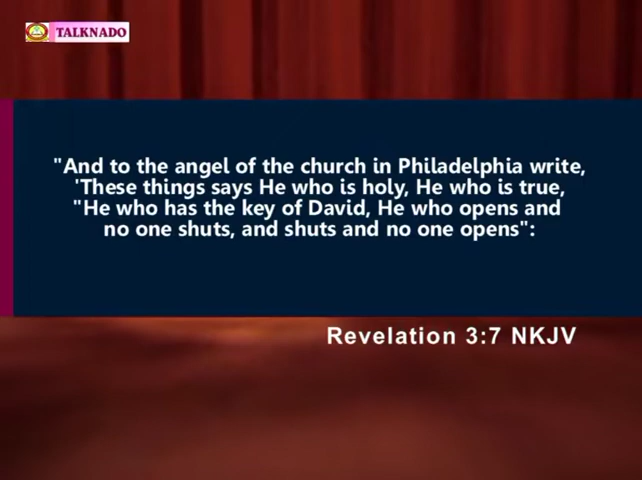 TALKNADO
"And to the angel of the church in Philadelphia write,
'These things says He who is holy, He who is true,
"He who has the key of David, He who opens and
no one shuts, and shuts and no one opens":
Revelation 3:7 NKJV